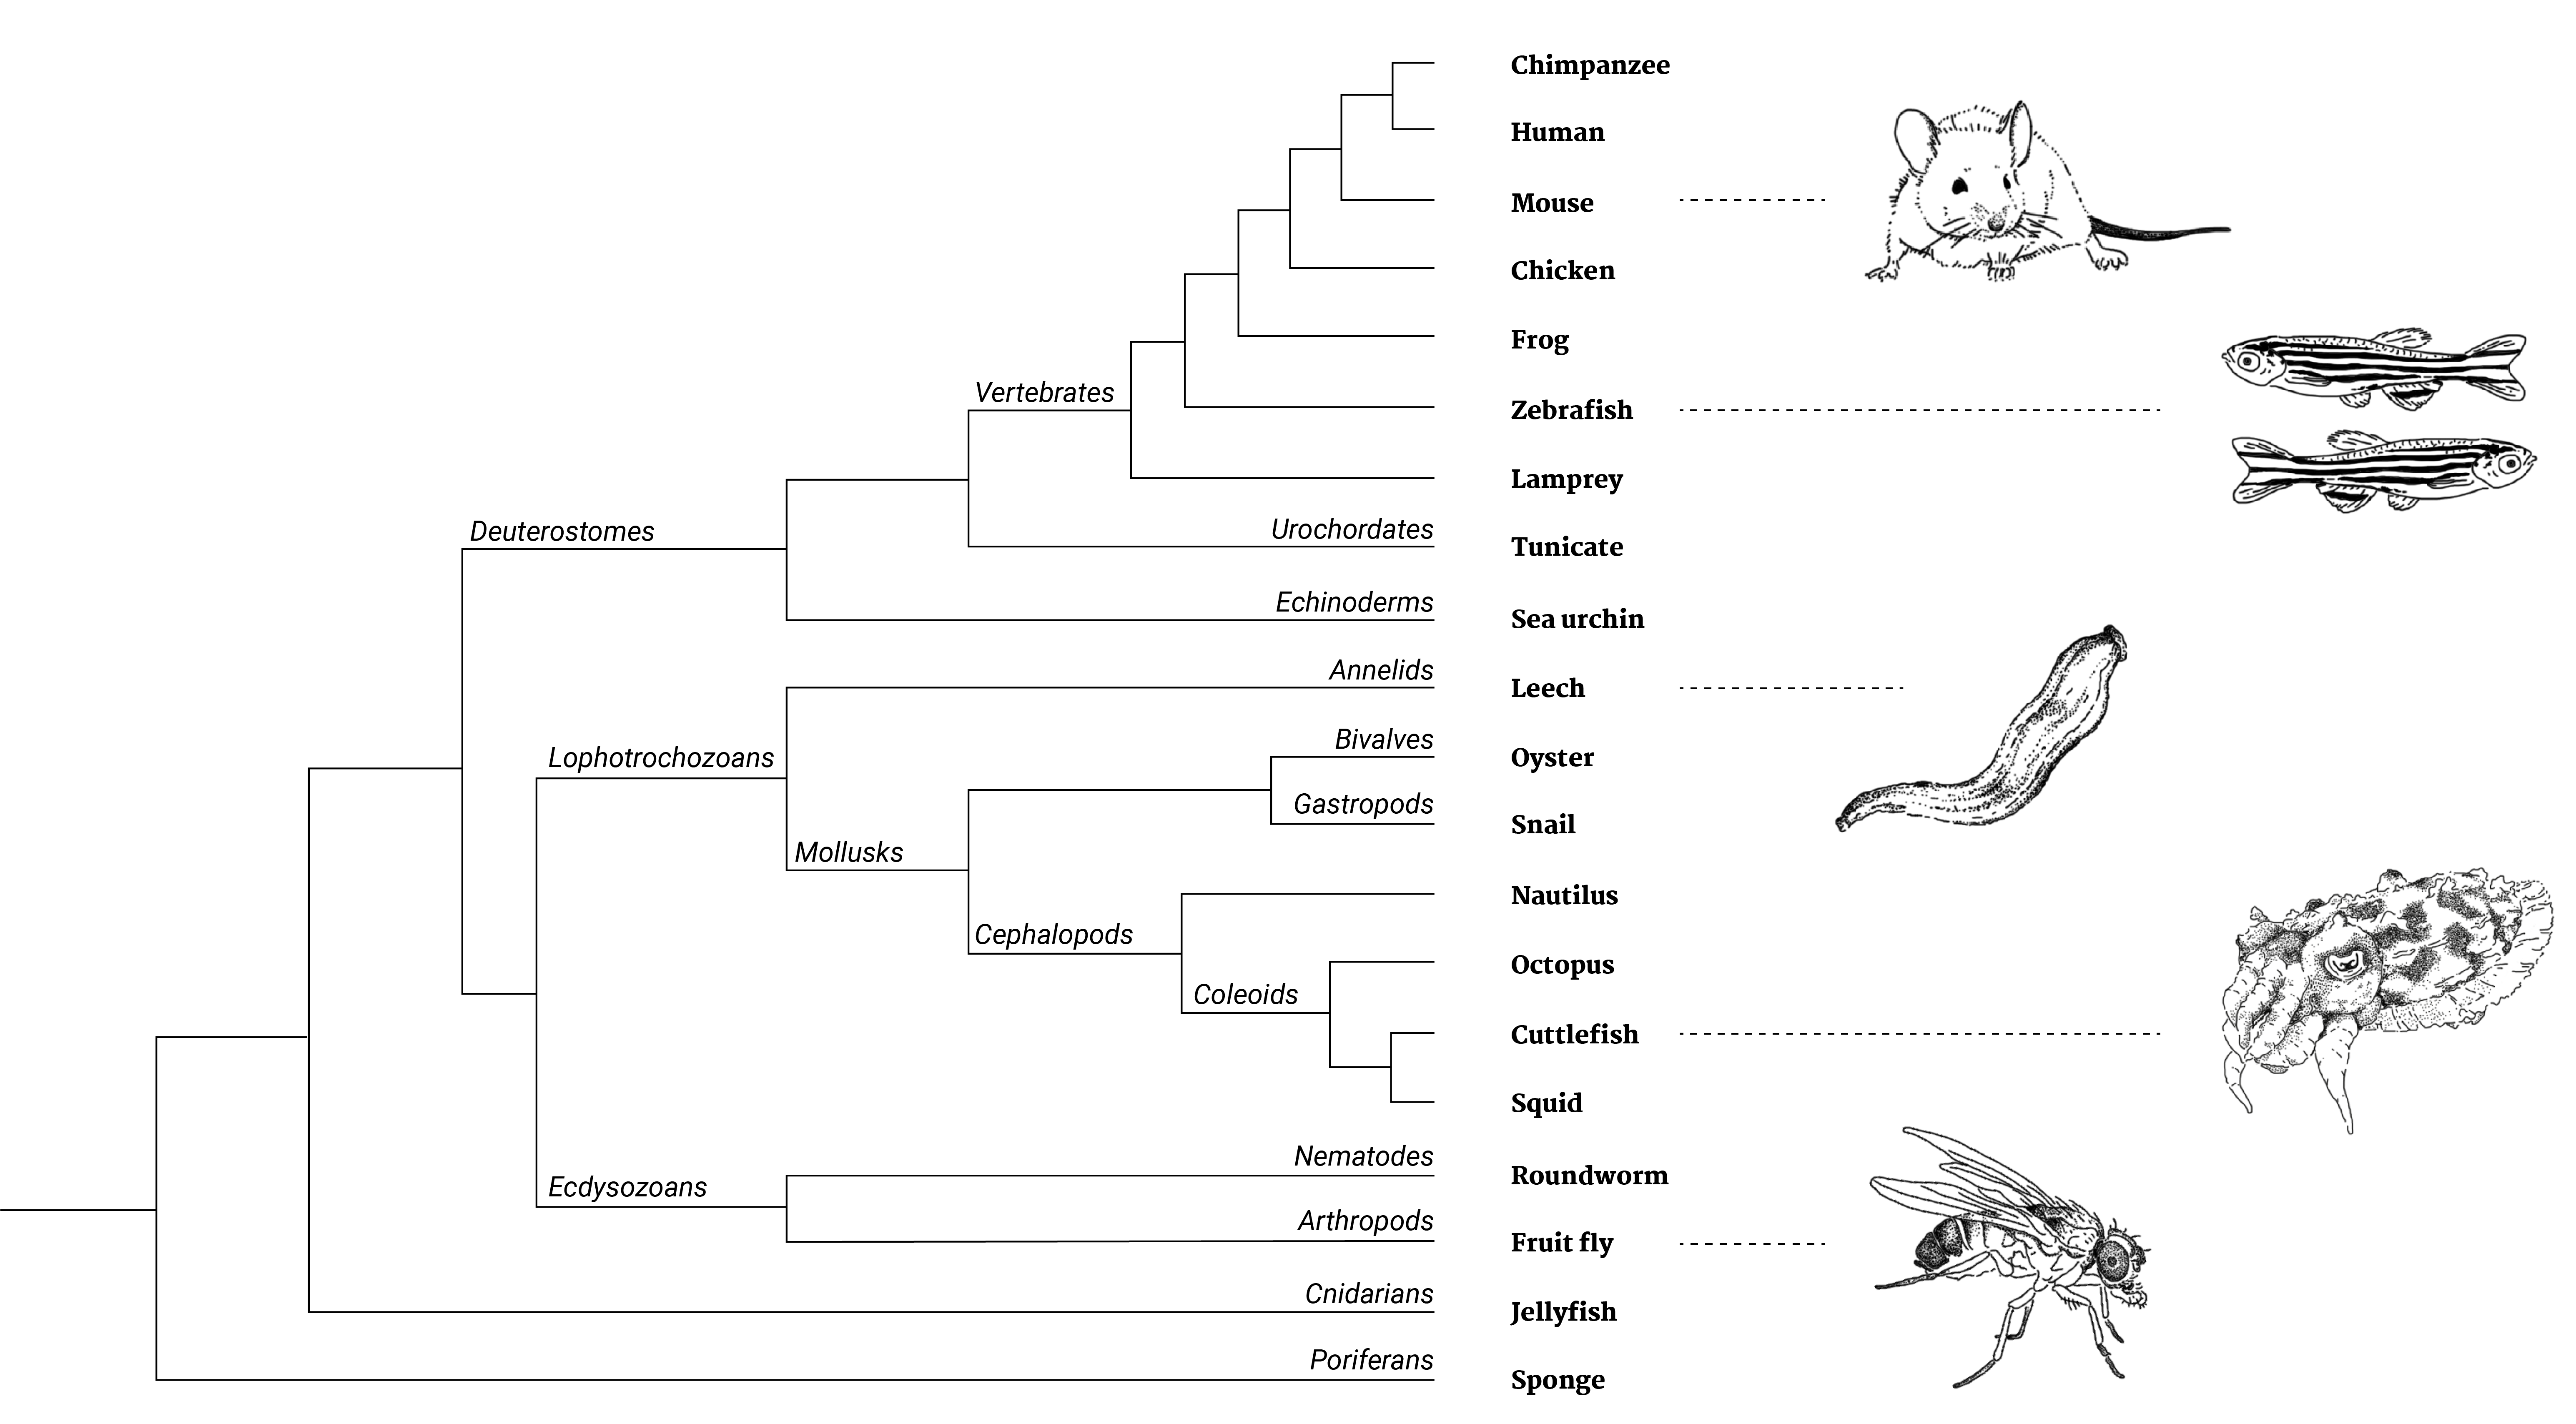 Chimpanzee
Human
Mouse
Chicken
Frog
Vertebrates
Zebrafish
Lamprey
Deuterostomes
Urochordates
Tunicate
Echinoderms
Sea urchin
Annelids
Leech
Bivalves
Lophotrochozoans
Oyster
Gastropods
Snail
Mollusks
Nautilus
Cephalopods
Octopus
Coleoids
Cuttlefish
Squid
Nematodes
Roundworm
Ecdysozoans
Arthropods
Fruit fly
Cnidarians
Jellyfish
Poriferans
Sponge